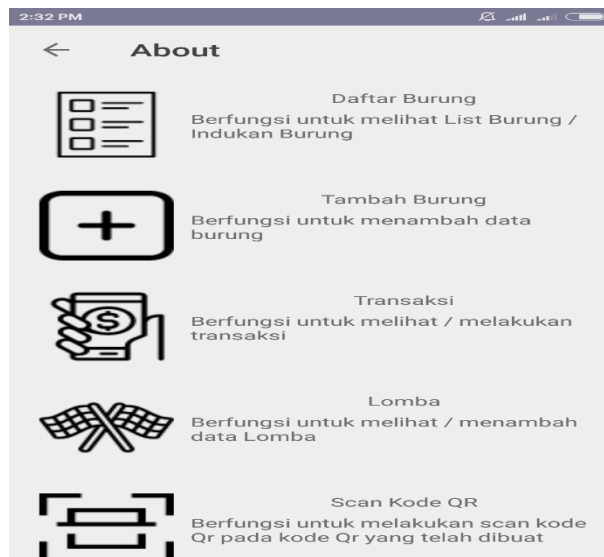 2:32 PM
About
Daftar Burung
Berfungsi untuk melihat List Burung /
Indukan Burung
Tambah Burung
Berfungsi untuk menambah data
burung
Transaksi
Berfungsi untuk melihat / melakukan
transaksi
Lomba
Berfungsi untuk melihat / menambah
data Lomba
Scan Kode QR
Berfungsi untuk melakukan scan kode
Qr pada kode Qr yang telah dibuat